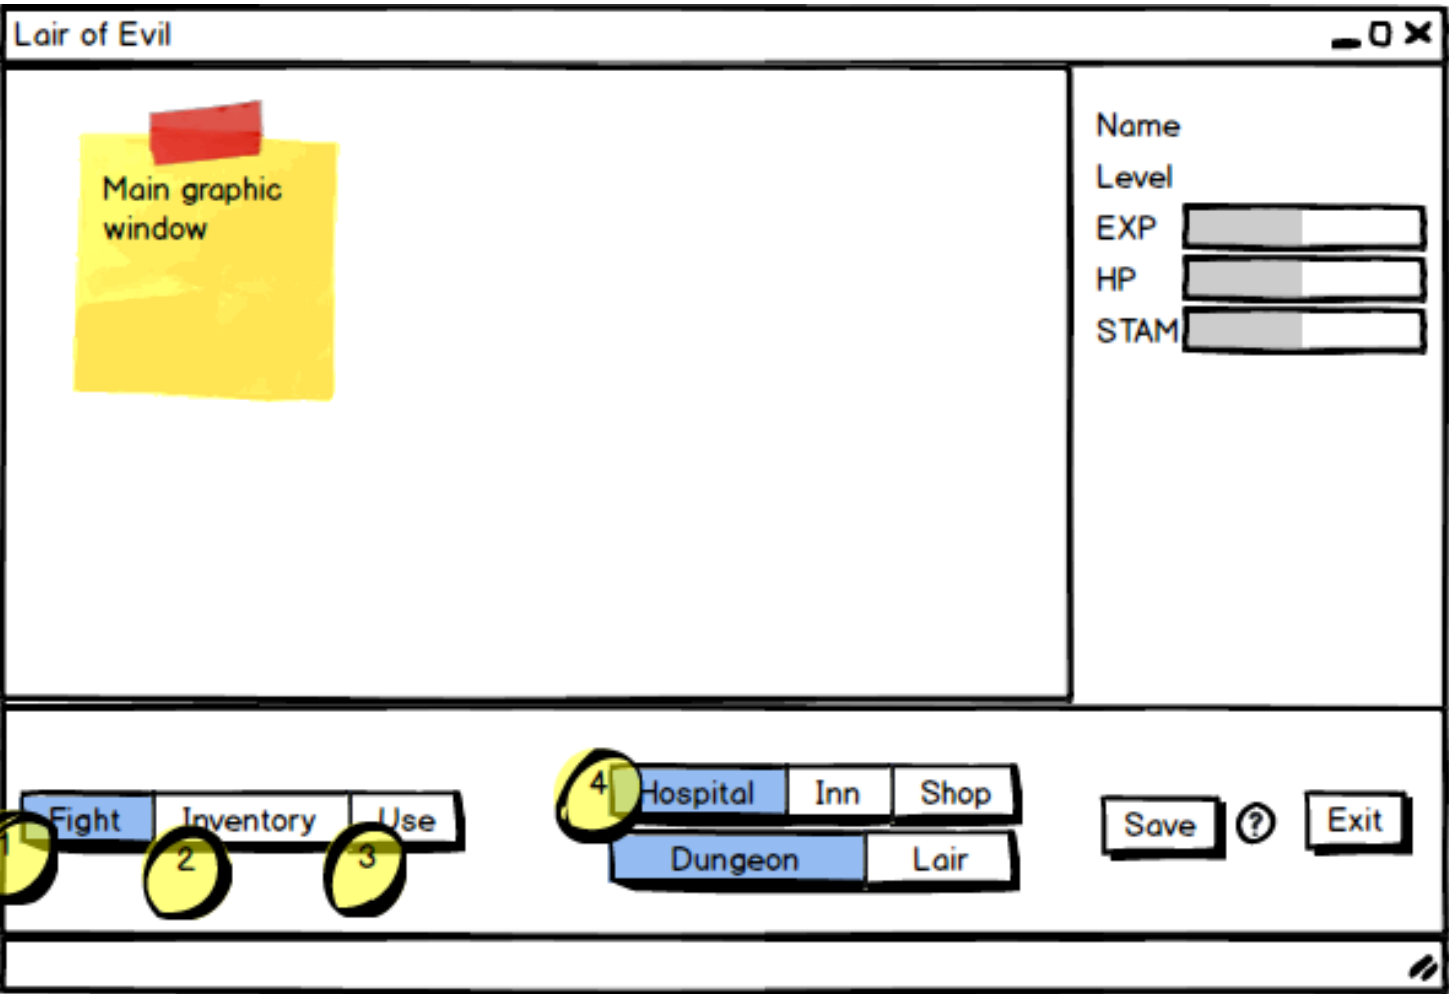 Lair of Evil
Main graphic
window
Name
Level
EXP
HP
STAM
1
Fight
Inventory
Use
2
3
4
Hospital
Inn
Shop
Dungeon
Lair
Save
?
Exit